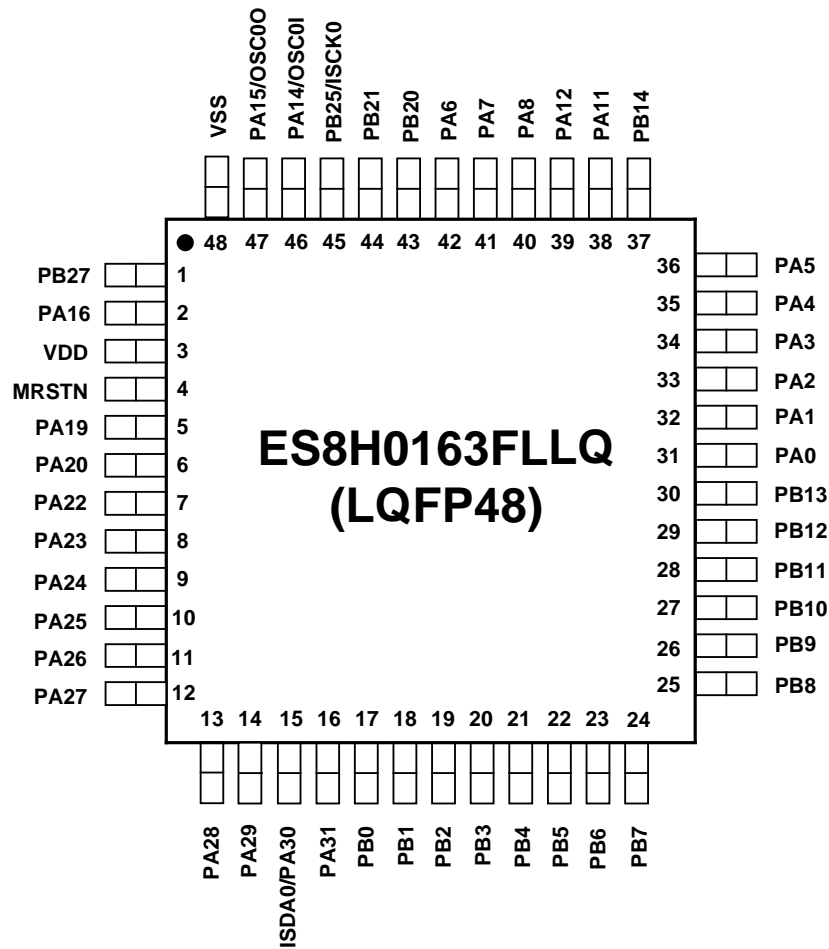 VSS
PA15/OSC0O
PA14/OSC0I
PB25/ISCK0
PB21
PB20
PA6
PA7
PA8
PA12
PA11
PB14
48 47 46 45 44 43 42 41 40 39 38 37
PB27 1
PA16 2
VDD 3
MRSTN 4
PA19 5
PA20 6
PA22 7
PA23 8
PA24 9
PA25 10
PA26 11
PA27 12
ES8H0163FLLQ
(LQFP48)
36 PA5
35 PA4
34 PA3
33 PA2
32 PA1
31 PA0
30 PB13
29 PB12
28 PB11
27 PB10
26 PB9
25 PB8
13 14 15 16 17 18 19 20 21 22 23 24
PA28
PA29
ISDA0/PA30
PA31
PB0
PB1
PB2
PB3
PB4
PB5
PB6
PB7